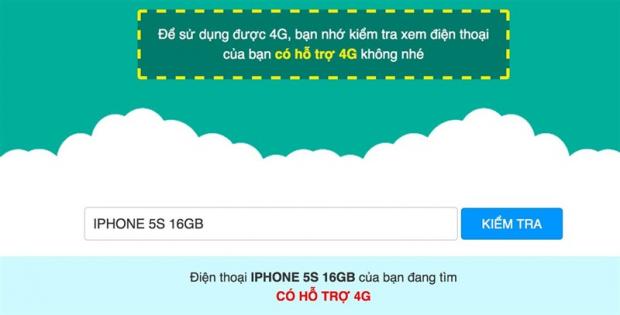 Để sử dụng được 4G, bạn nhớ kiểm tra xem điện thoại
của bạn có hỗ trợ 4G không nhé
IPHONE 5S 16GB
KIỂM TRA
Điện thoại IPHONE 5S 16GB của bạn đang tìm
CÓ HỖ TRỢ 4G